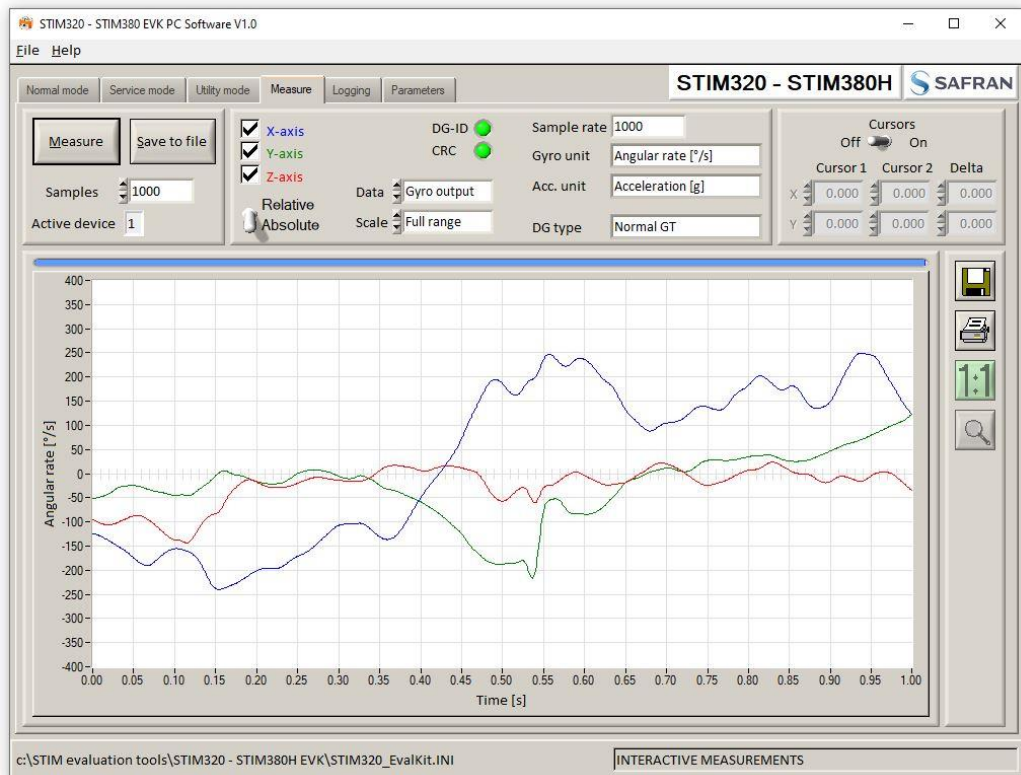 STIM320 - STIM380 EVK PC Software V1.0
File Help
Normal mode Service mode Utility mode Measure Logging Parameters
STIM320 - STIM380H SAFRAN
Measure Save to file
Samples 1000
Active device 1
X-axis
Y-axis
Z-axis
Relative
Absolute
DG-ID
CRC
Data Gyro output
Scale Full range
Sample rate 1000
Gyro unit Angular rate [°/s]
Acc. unit Acceleration [g]
DG type Normal GT
Cursors
Off On
Cursor 1 Cursor 2 Delta
X 0.000 0.000 0.000
Y 0.000 0.000 0.000
1:1
Angular rate [°/s]
400
350
300
250
200
150
100
50
0
-50
-100
-150
-200
-250
-300
-350
-400
0.00 0.05 0.10 0.15 0.20 0.25 0.30 0.35 0.40 0.45 0.50 0.55 0.60 0.65 0.70 0.75 0.80 0.85 0.90 0.95 1.00
Time [s]
c:\STIM evaluation tools\STIM320 - STIM380H EVK\STIM320_EvalKit.INI
INTERACTIVE MEASUREMENTS